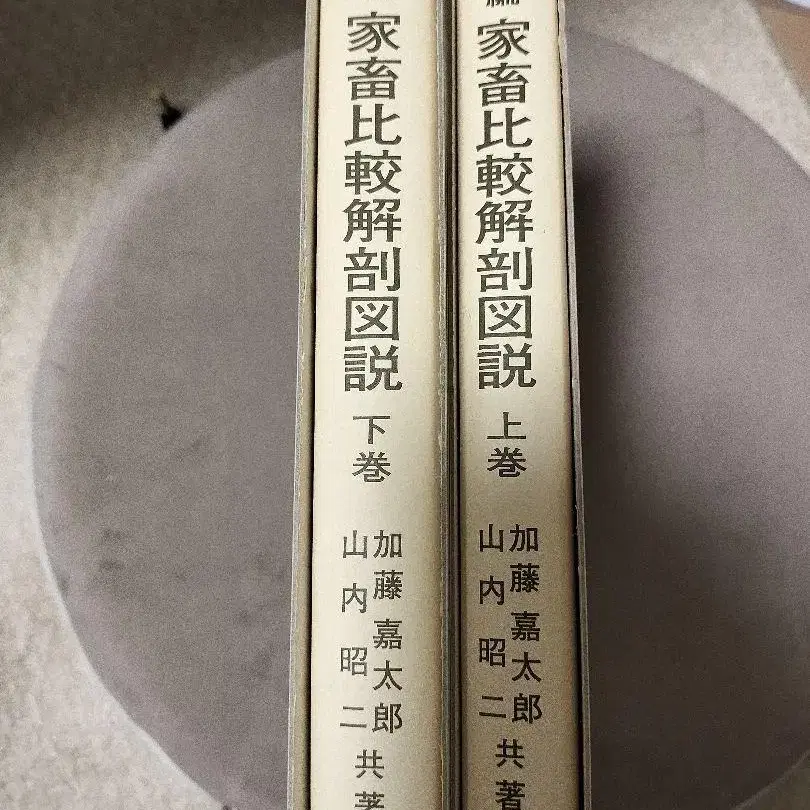 家畜比較解剖図説
上巻
加藤嘉太郎
山内昭二
共著
家畜比較解剖図説
下巻
加藤嘉太郎
山内昭二
共著